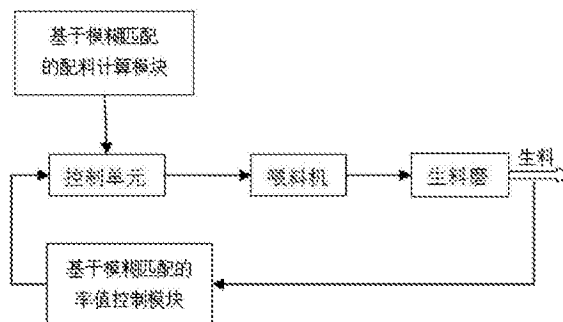 基于模糊匹配
的配料计算模块
控制单元
喂料机
生料磨
生料
基于模糊匹配的
率值控制模块